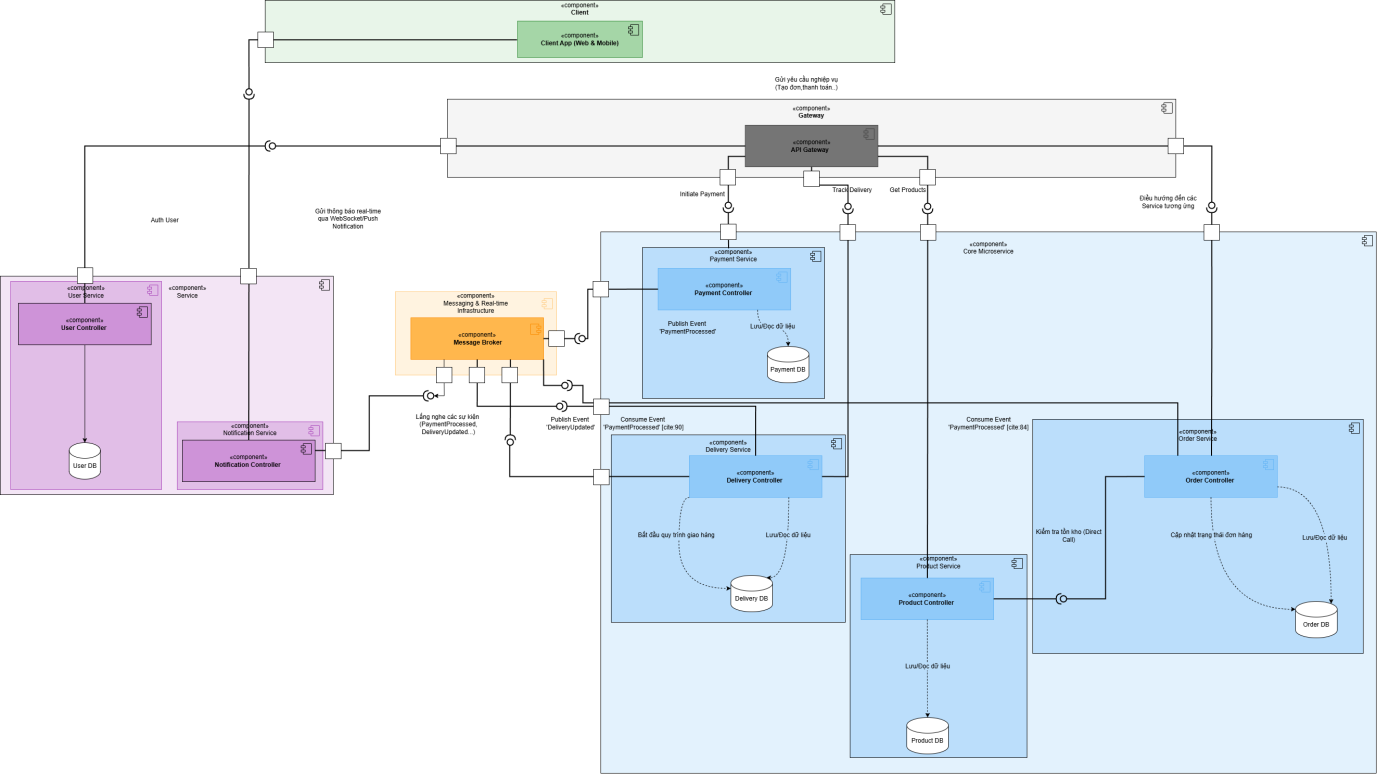 «component»
Client
«component»
Client App (Web & Mobile)
Gửi yêu cầu nghiệp vụ
(Tạo đơn,thanh toán..)
«component»
Gateway
«component»
API Gateway
Initiate Payment
Track Delivery
Get Products
Điều hướng đến các
Service tương ứng
Auth User
Gửi thông báo real-time
qua WebSocket/Push
Notification
«component»
Core Microservice
«component»
User Service
«component»
Service
«component»
User Controller
User DB
«component»
Notification Service
«component»
Notification Controller
«component»
Messaging & Real-time
Infrastructure
«component»
Message Broker
Lắng nghe các sự kiện
(PaymentProcessed,
DeliveryUpdated...)
«component»
Payment Service
«component»
Payment Controller
Publish Event
'PaymentProcessed'
Lưu/Đọc dữ liệu
Payment DB
Publish Event
'DeliveryUpdated'
Consume Event
'PaymentProcessed' [cite:90]
Consume Event
'PaymentProcessed' [cite:84]
«component»
Delivery Service
«component»
Delivery Controller
Bắt đầu quy trình giao hàng
Lưu/Đọc dữ liệu
Delivery DB
«component»
Order Service
«component»
Order Controller
Kiểm tra tồn kho (Direct
Call)
Cập nhật trạng thái đơn hàng
Lưu/Đọc dữ liệu
Order DB
«component»
Product Service
«component»
Product Controller
Lưu/Đọc dữ liệu
Product DB